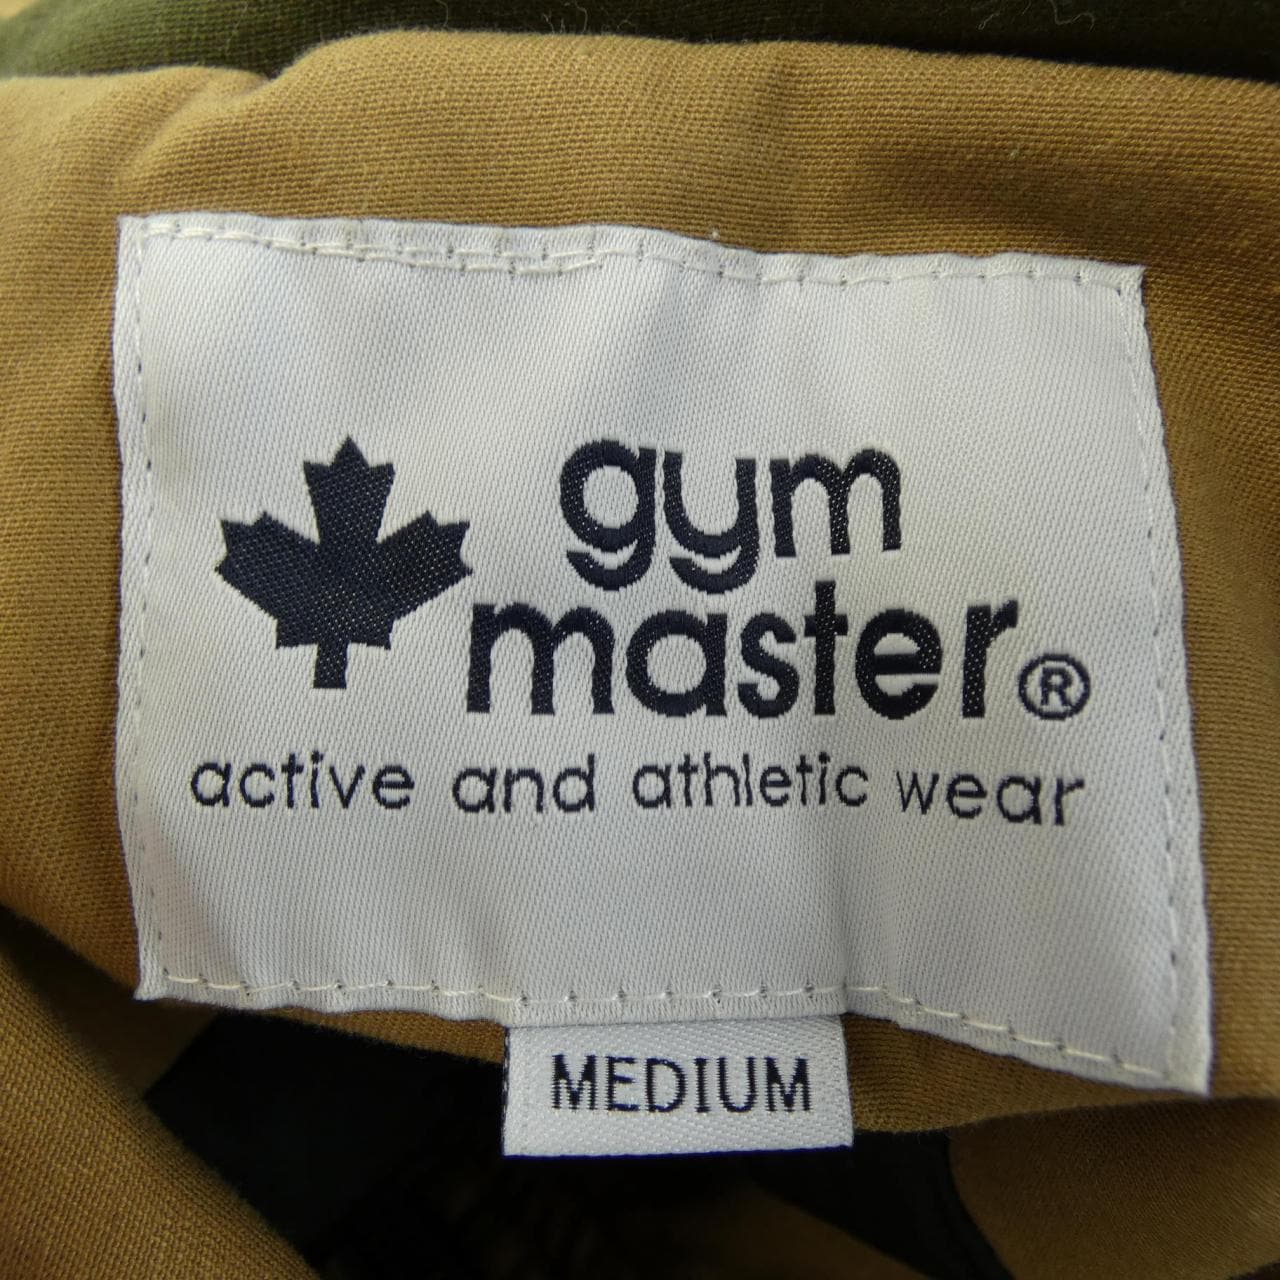 gym
master®
active and athletic wear
MEDIUM